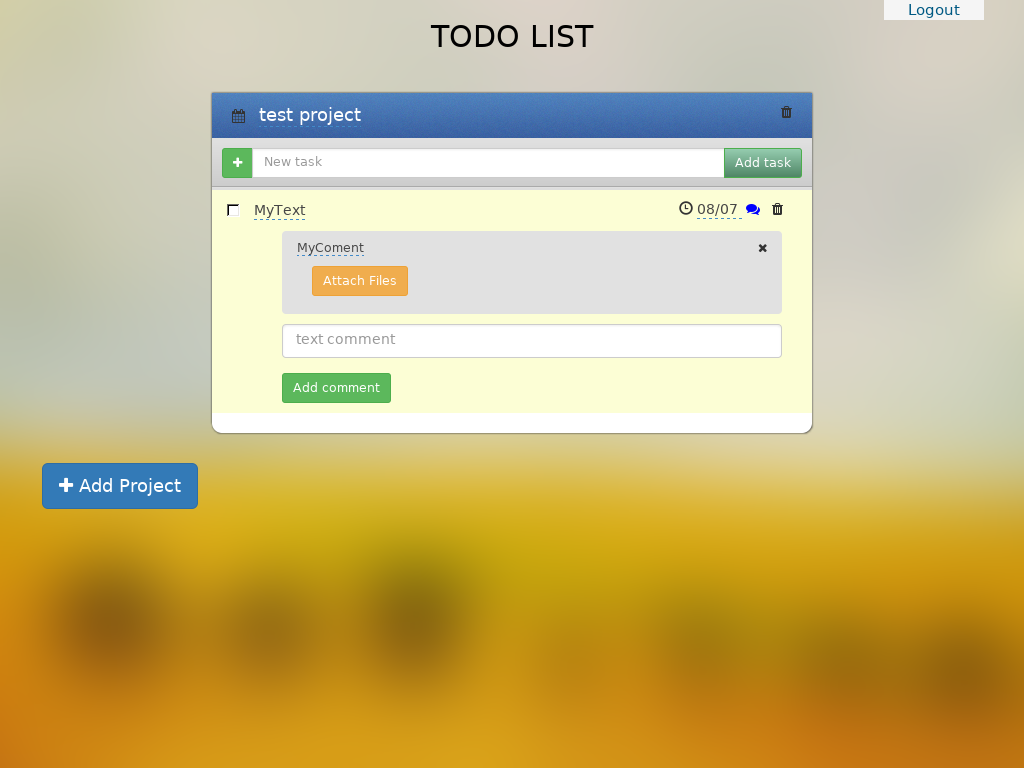 Logout
TODO LIST
test project
New task
Add task
MyText
08/07
MyComent
Attach Files
text comment
Add comment
Add Project